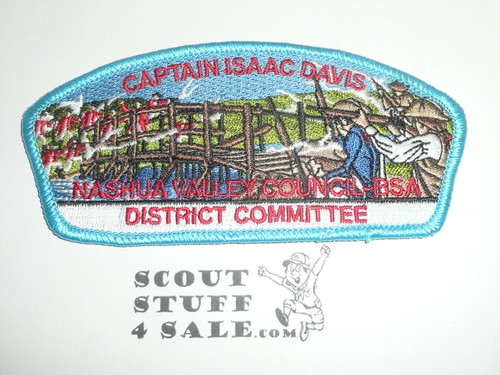 CAPTAIN ISAAC DAVIS
NASHUA VALLEY COUNCIL-BSA
DISTRICT COMMITTEE
SCOUT
STUFF
4 SALE.com